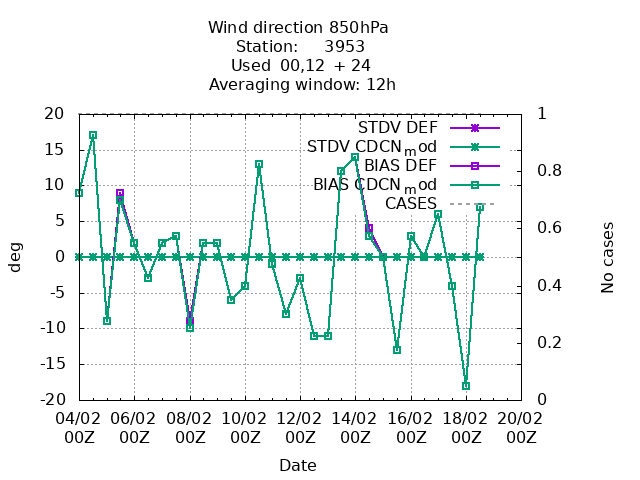 Wind direction 850hPa
Station: 3953
Used 00,12 + 24
Averaging window: 12h
20 15 10 5 0 -5 -10 -15 -20
deg
1 0.8 0.6 0.4 0.2 0
No cases
STDV DEF
STDV CDCNmod
BIAS DEF
BIAS CDCNmod
CASES
04/02 06/02 08/02 10/02 12/02 14/02 16/02 18/02 20/02
00Z 00Z 00Z 00Z 00Z 00Z 00Z 00Z 00Z
Date